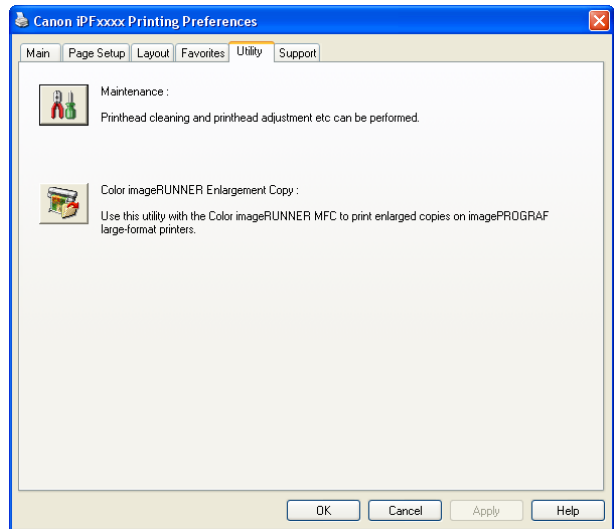 Canon iPFxxxx Printing Preferences
Main Page Setup Layout Favorites Utility Support
Maintenance :
Printhead cleaning and printhead adjustment etc can be performed.
Color imageRUNNER Enlargement Copy :
Use this utility with the Color imageRUNNER MFC to print enlarged copies on imagePROGRAF
large-format printers.
OK Cancel Apply Help